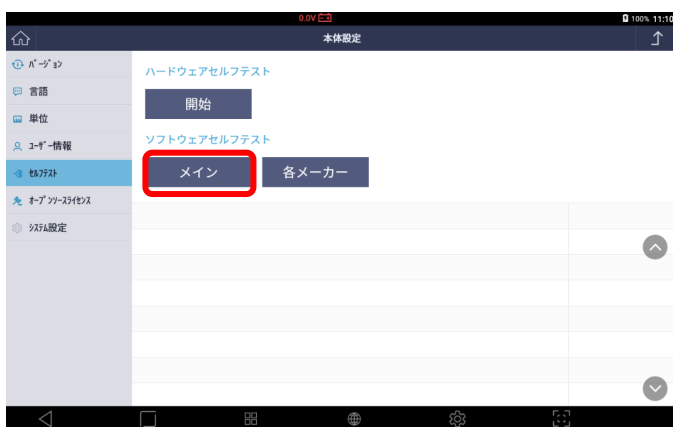 0.0V
100% 11:10
本体設定
ﾊﾞｰｼﾞｮﾝ
言語
単位
ﾕｰｻﾞｰ情報
ｾﾙﾌﾃｽﾄ
ｵｰﾌﾟﾝｿｰｽﾗｲｾﾝｽ
ｼｽﾃﾑ設定
ハードウェアセルフテスト
開始
ソフトウェアセルフテスト
メイン 各メーカー